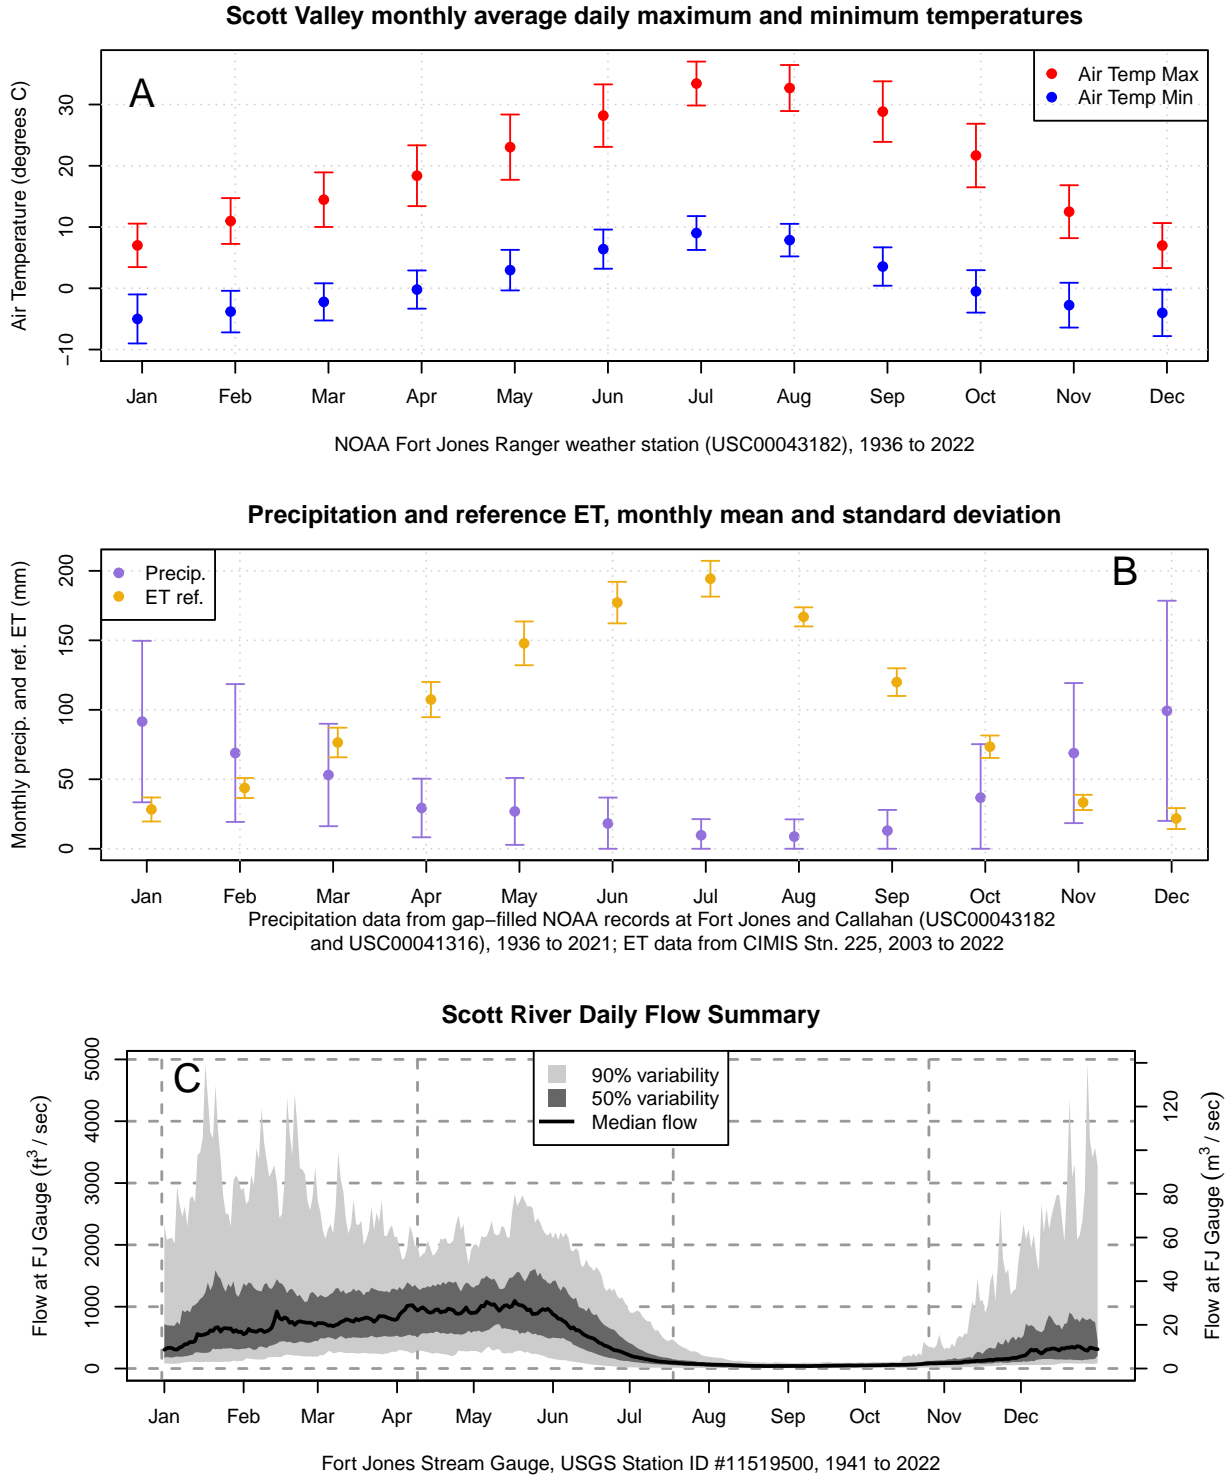 Scott Valley monthly average daily maximum and minimum temperatures
A
Air Temp Max
Air Temp Min
Air Temperature (degrees C)
30
20
10
0
−10
Jan Feb Mar Apr May Jun Jul Aug Sep Oct Nov Dec
NOAA Fort Jones Ranger weather station (USC00043182), 1936 to 2022
Precipitation and reference ET, monthly mean and standard deviation
Precip.
ET ref.
B
Monthly precip. and ref. ET (mm)
200
150
100
50
0
Jan Feb Mar Apr May Jun Jul Aug Sep Oct Nov Dec
Precipitation data from gap−filled NOAA records at Fort Jones and Callahan (USC00043182
and USC00041316), 1936 to 2021; ET data from CIMIS Stn. 225, 2003 to 2022
Scott River Daily Flow Summary
C
90% variability
50% variability
Median flow
Flow at FJ Gauge (ft³ / sec)
5000
4000
3000
2000
1000
0
Flow at FJ Gauge (m³ / sec)
120
80
60
40
20
0
Jan Feb Mar Apr May Jun Jul Aug Sep Oct Nov Dec
Fort Jones Stream Gauge, USGS Station ID #11519500, 1941 to 2022